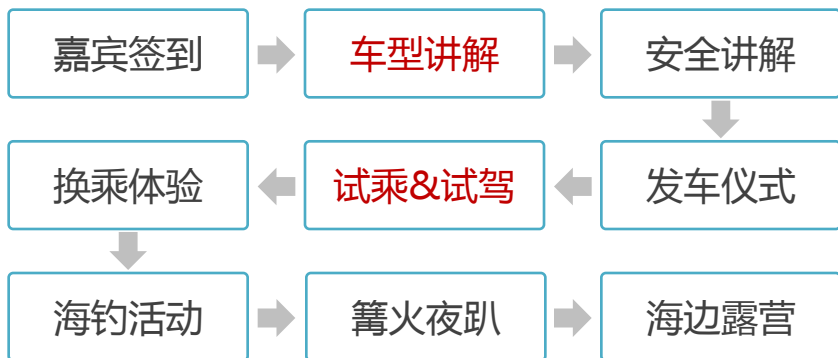 嘉宾签到
车型讲解
安全讲解
发车仪式
试乘&试驾
换乘体验
海钓活动
篝火夜趴
海边露营